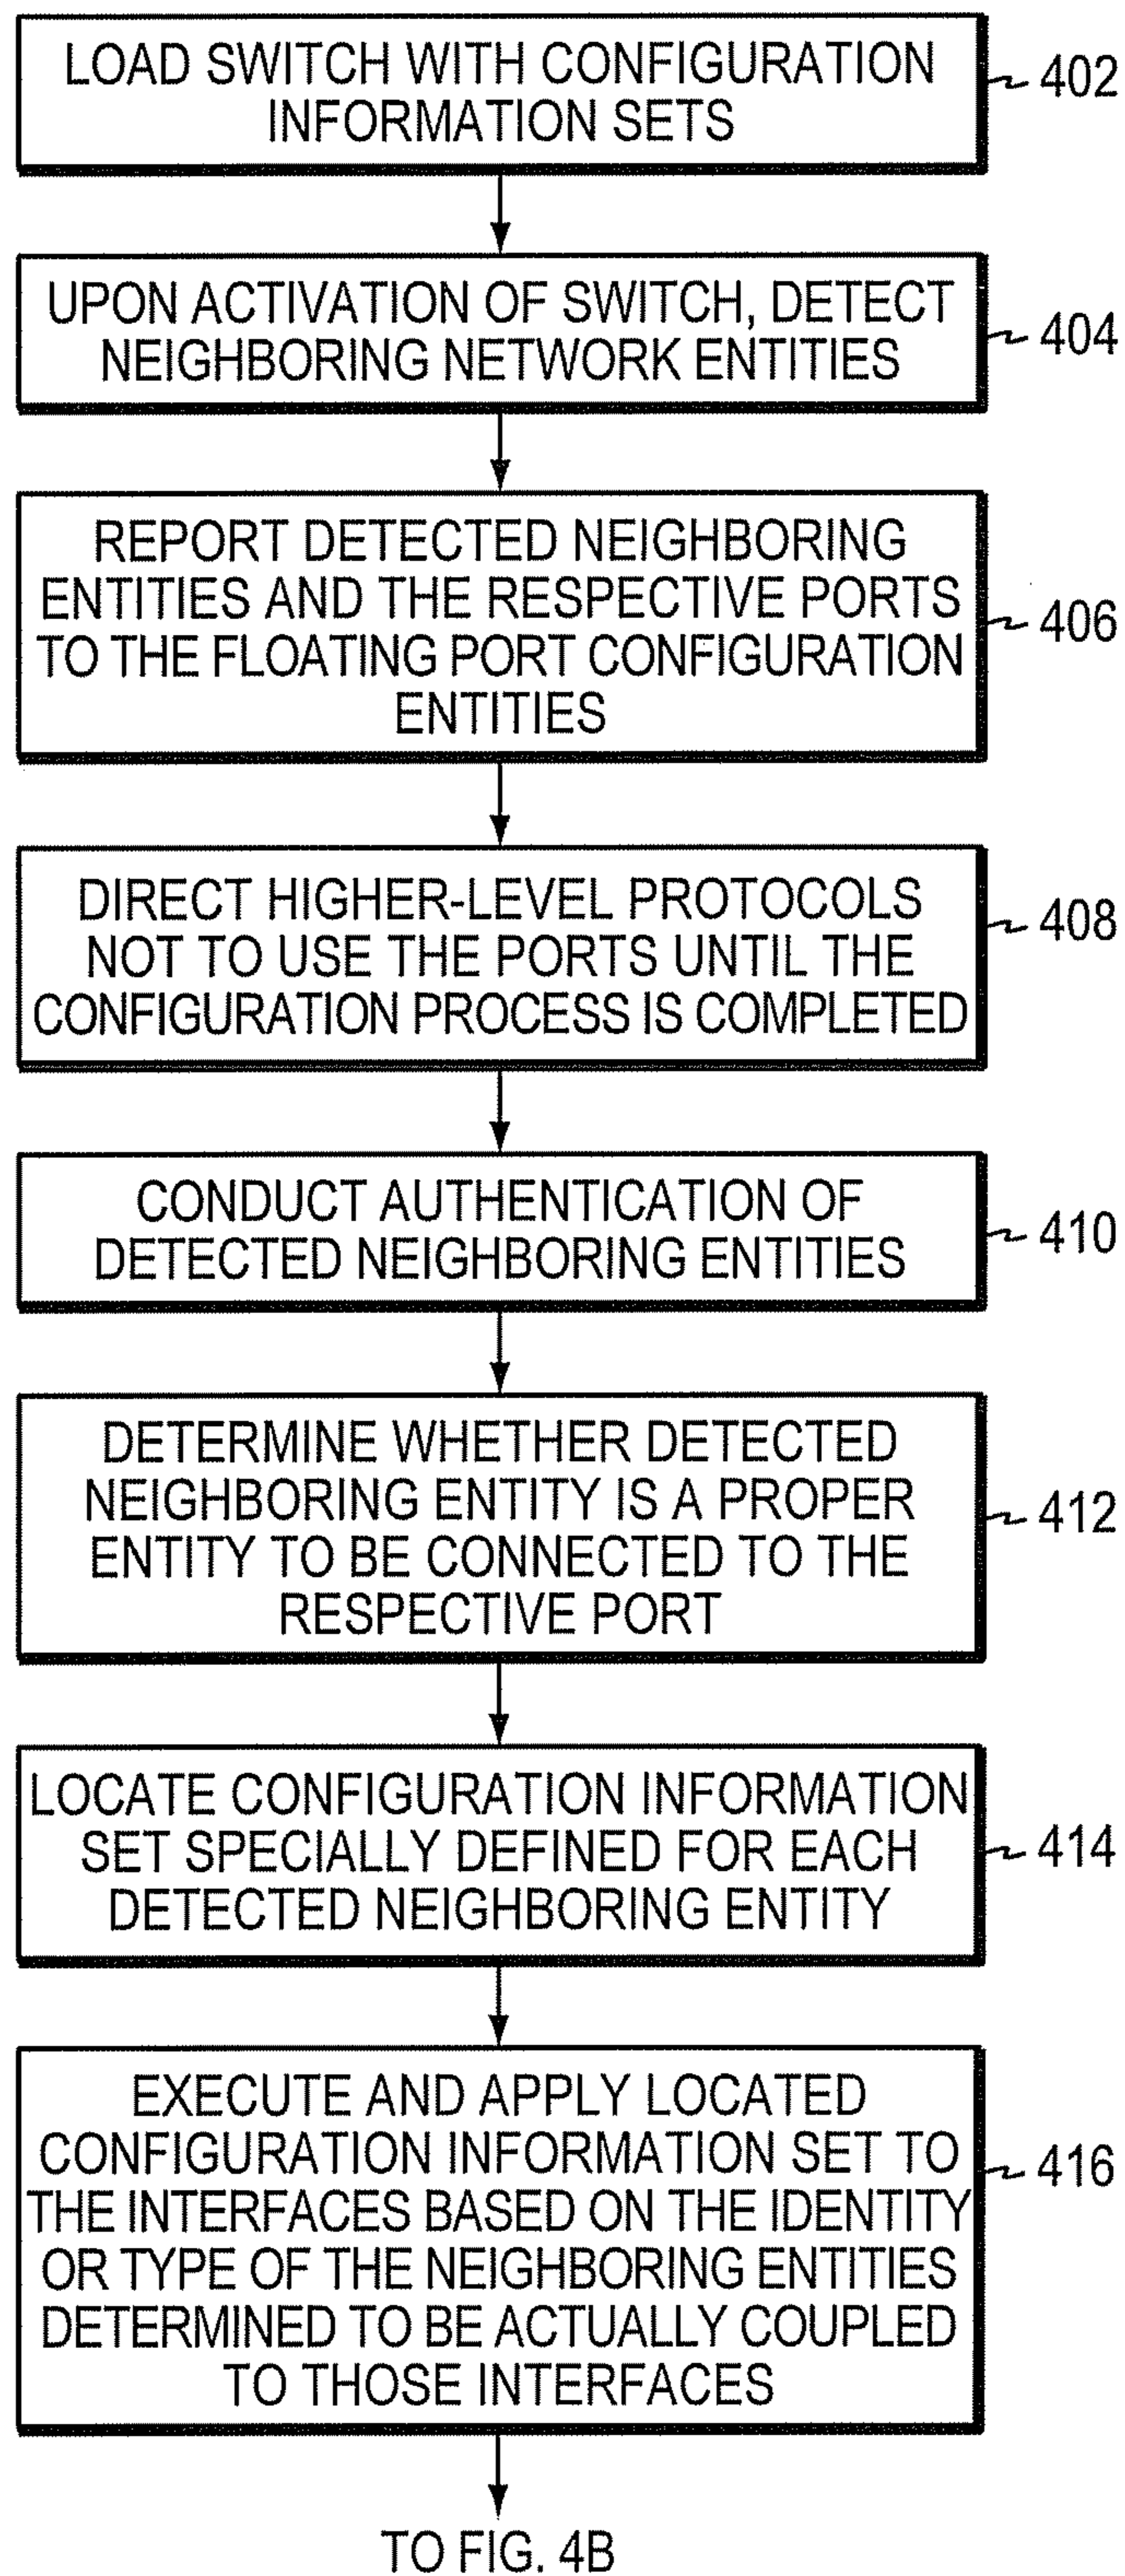 LOAD SWITCH WITH CONFIGURATION
INFORMATION SETS
402
UPON ACTIVATION OF SWITCH, DETECT
NEIGHBORING NETWORK ENTITIES
404
REPORT DETECTED NEIGHBORING
ENTITIES AND THE RESPECTIVE PORTS
TO THE FLOATING PORT CONFIGURATION
ENTITIES
406
DIRECT HIGHER-LEVEL PROTOCOLS
NOT TO USE THE PORTS UNTIL THE
CONFIGURATION PROCESS IS COMPLETED
408
CONDUCT AUTHENTICATION OF
DETECTED NEIGHBORING ENTITIES
410
DETERMINE WHETHER DETECTED
NEIGHBORING ENTITY IS A PROPER
ENTITY TO BE CONNECTED TO THE
RESPECTIVE PORT
412
LOCATE CONFIGURATION INFORMATION
SET SPECIALLY DEFINED FOR EACH
DETECTED NEIGHBORING ENTITY
414
EXECUTE AND APPLY LOCATED
CONFIGURATION INFORMATION SET TO
THE INTERFACES BASED ON THE IDENTITY
OR TYPE OF THE NEIGHBORING ENTITIES
DETERMINED TO BE ACTUALLY COUPLED
TO THOSE INTERFACES
416
TO FIG. 4B